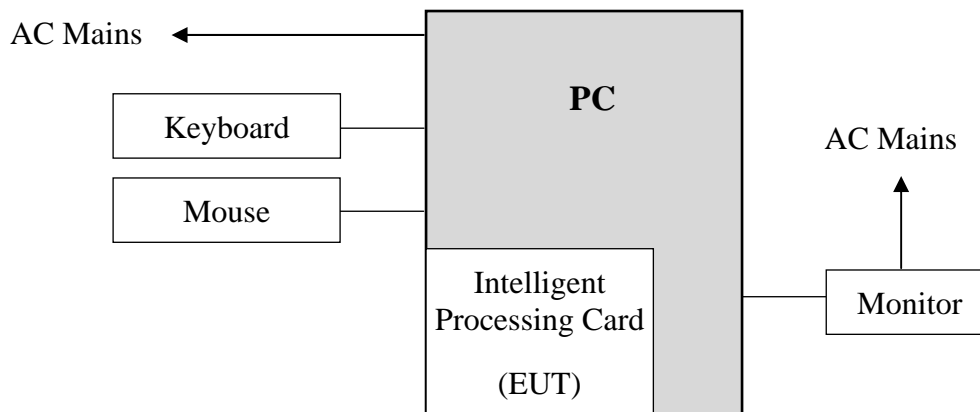 AC Mains
PC
Keyboard
AC Mains
Mouse
Intelligent
Processing Card
(EUT)
Monitor